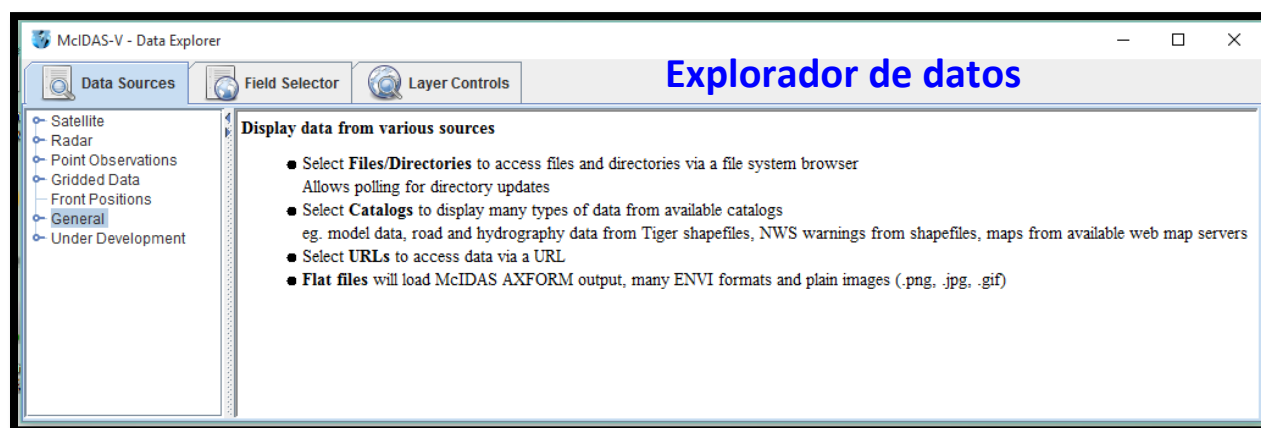 McIDAS-V - Data Explorer
Data Sources
Field Selector
Layer Controls
Explorador de datos
Satellite
Radar
Point Observations
Gridded Data
Front Positions
General
Under Development
Display data from various sources
Select Files/Directories to access files and directories via a file system browser
Allows polling for directory updates
Select Catalogs to display many types of data from available catalogs
eg. model data, road and hydrography data from Tiger shapefiles, NWS warnings from shapefiles, maps from available web map servers
Select URLs to access data via a URL
Flat files will load McIDAS AXFORM output, many ENVI formats and plain images (.png, .jpg, .gif)